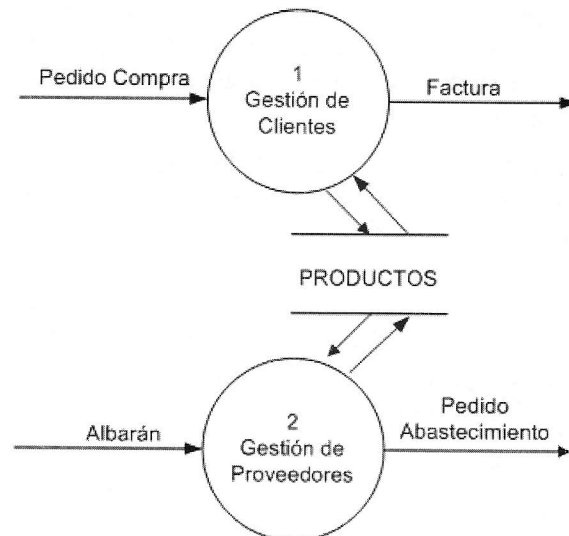 Pedido Compra
1
Gestión de
Clientes
Factura
PRODUCTOS
Albarán
2
Gestión de
Proveedores
Pedido
Abastecimiento